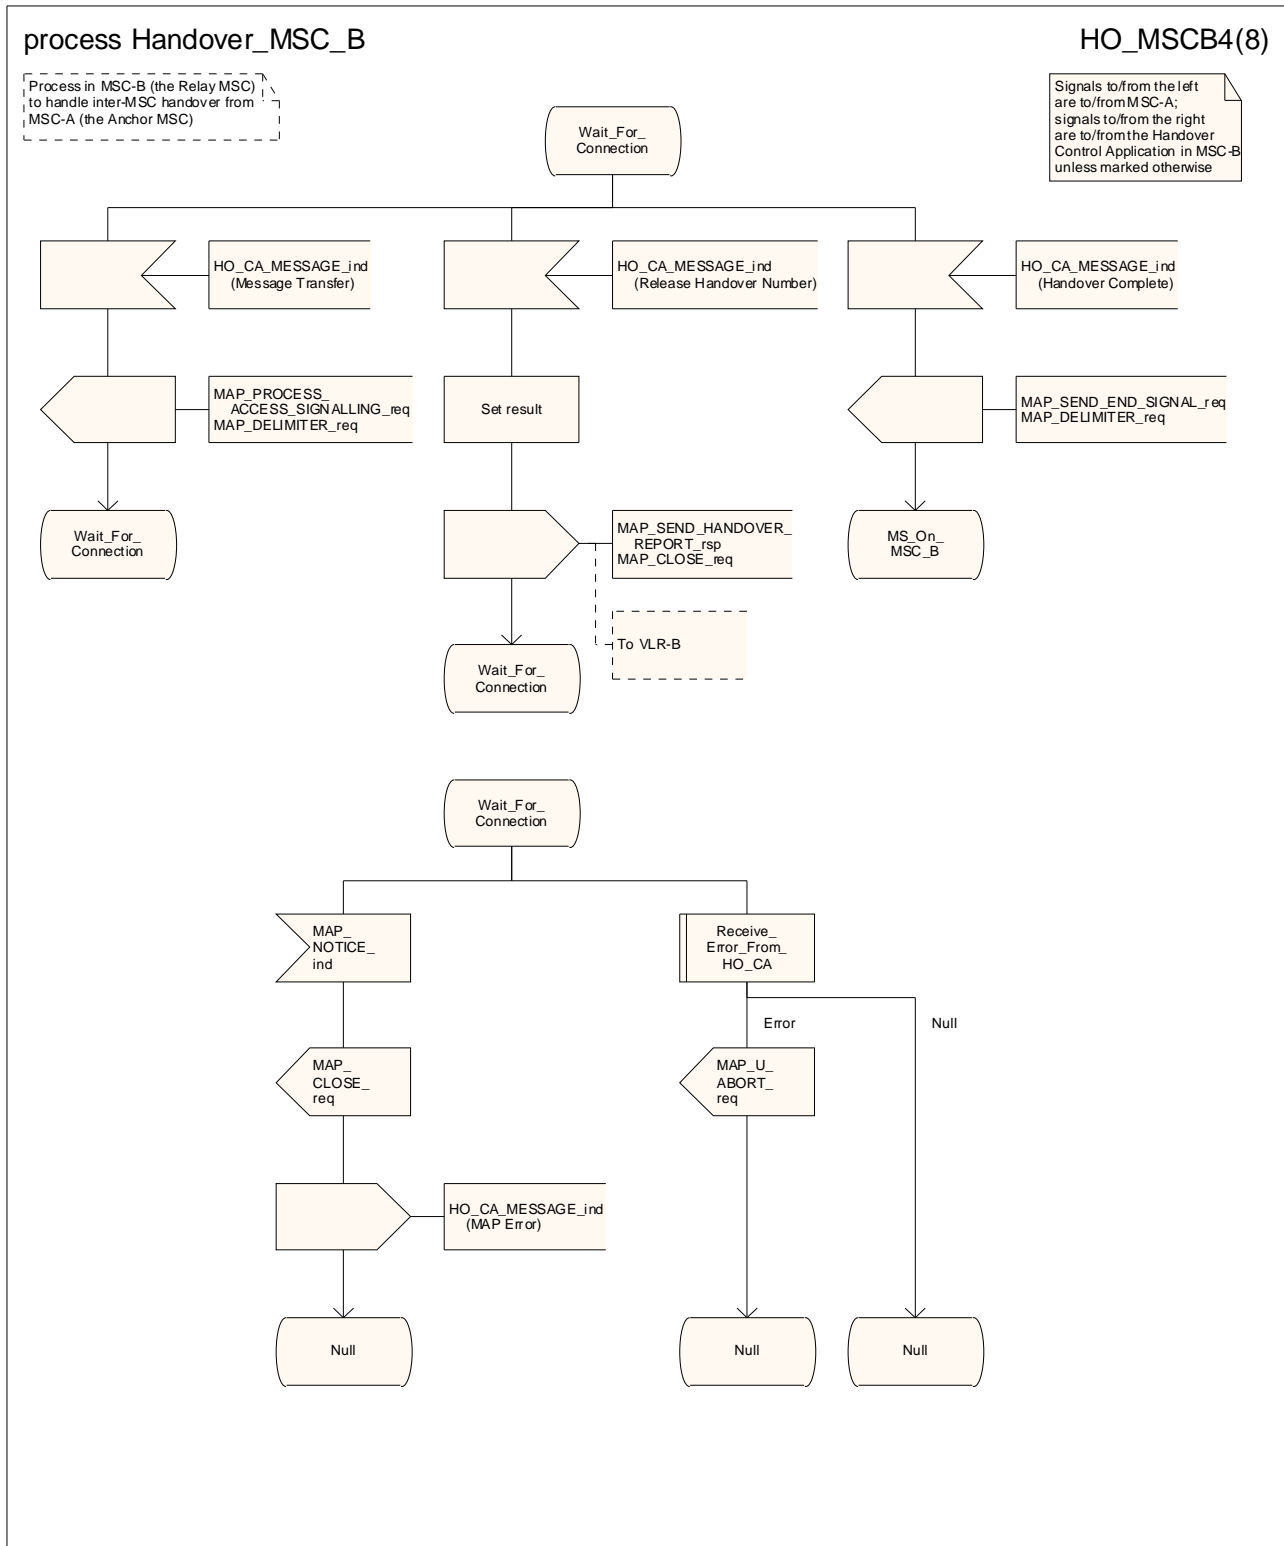 process Handover_MSC_B
HO_MSCB4(8)
Process in MSC-B (the Relay MSC)
to handle inter-MSC handover from
MSC-A (the Anchor MSC)
Signals to/from the left
are to/from MSC-A;
signals to/from the right
are to/from the Handover
Control Application in MSC-B
unless marked otherwise
Wait_For_
Connection
HO_CA_MESSAGE_ind
(Message Transfer)
HO_CA_MESSAGE_ind
(Release Handover Number)
HO_CA_MESSAGE_ind
(Handover Complete)
MAP_PROCESS_
ACCESS_SIGNALLING_req
MAP_DELIMITER_req
Set result
MAP_SEND_END_SIGNAL_req
MAP_DELIMITER_req
Wait_For_
Connection
MAP_SEND_HANDOVER_
REPORT_rsp
MAP_CLOSE_req
MS_On_
MSC_B
To VLR-B
Wait_For_
Connection
Wait_For_
Connection
MAP_
NOTICE_
ind
Receive_
Error_From_
HO_CA
Error
Null
MAP_
CLOSE_
req
MAP_U_
ABORT_
req
HO_CA_MESSAGE_ind
(MAP Error)
Null
Null
Null